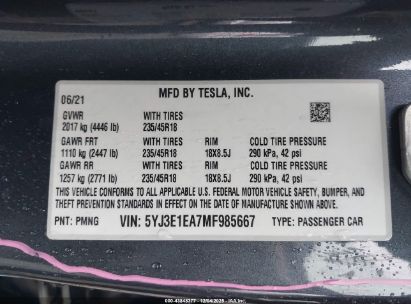 MFD BY TESLA, INC.
06/21
GVWR WITH TIRES
2017 kg (4446 lb) 235/45R18
GAWR FRT WITH TIRES RIM COLD TIRE PRESSURE
1110 kg (2447 lb) 235/45R18 18X8.5J 290 kPa, 42 psi
GAWR RR WITH TIRES RIM COLD TIRE PRESSURE
1257 kg (2771 lb) 235/45R18 18X8.5J 290 kPa, 42 psi
THIS VEHICLE CONFORMS TO ALL APPLICABLE U.S. FEDERAL MOTOR VEHICLE SAFETY, BUMPER, AND
THEFT PREVENTION STANDARDS IN EFFECT ON THE DATE OF MANUFACTURE SHOWN ABOVE.
PNT: PMNG VIN: 5YJ3E1EA7MF985667 TYPE: PASSENGER CAR